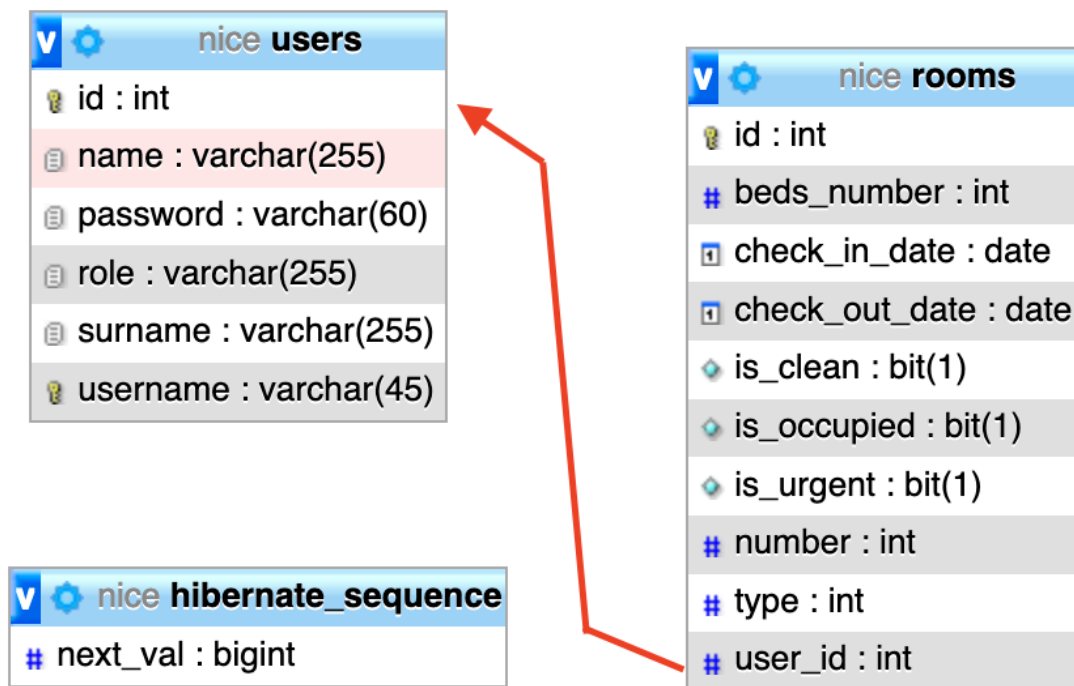 nice users
id : int
name : varchar(255)
password : varchar(60)
role : varchar(255)
surname : varchar(255)
username : varchar(45)
nice rooms
id : int
beds_number : int
check_in_date : date
check_out_date : date
is_clean : bit(1)
is_occupied : bit(1)
is_urgent : bit(1)
number : int
type : int
user_id : int
nice hibernate_sequence
next_val : bigint